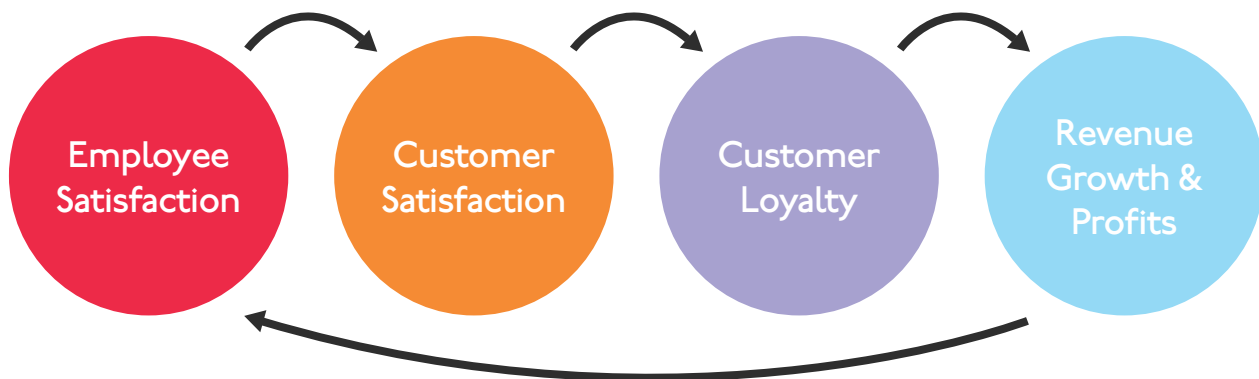 Employee
Satisfaction
Customer
Satisfaction
Customer
Loyalty
Revenue
Growth &
Profits